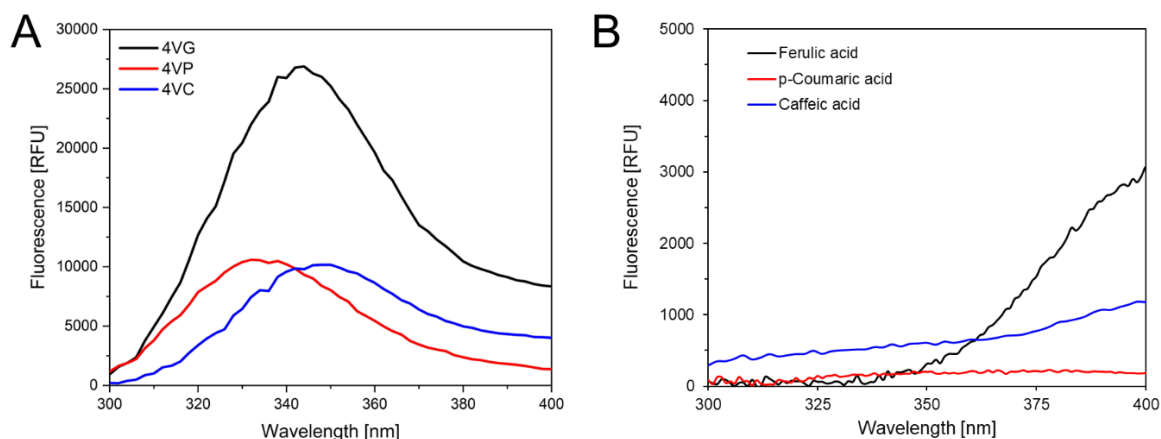 A
4VG
4VP
4VC
30000
25000
20000
15000
10000
5000
0
Fluorescence [RFU]
300 320 340 360 380 400
Wavelength [nm]
B
Ferulic acid
p-Coumaric acid
Caffeic acid
5000
4000
3000
2000
1000
0
Fluorescence [RFU]
300 325 350 375 400
Wavelength [nm]